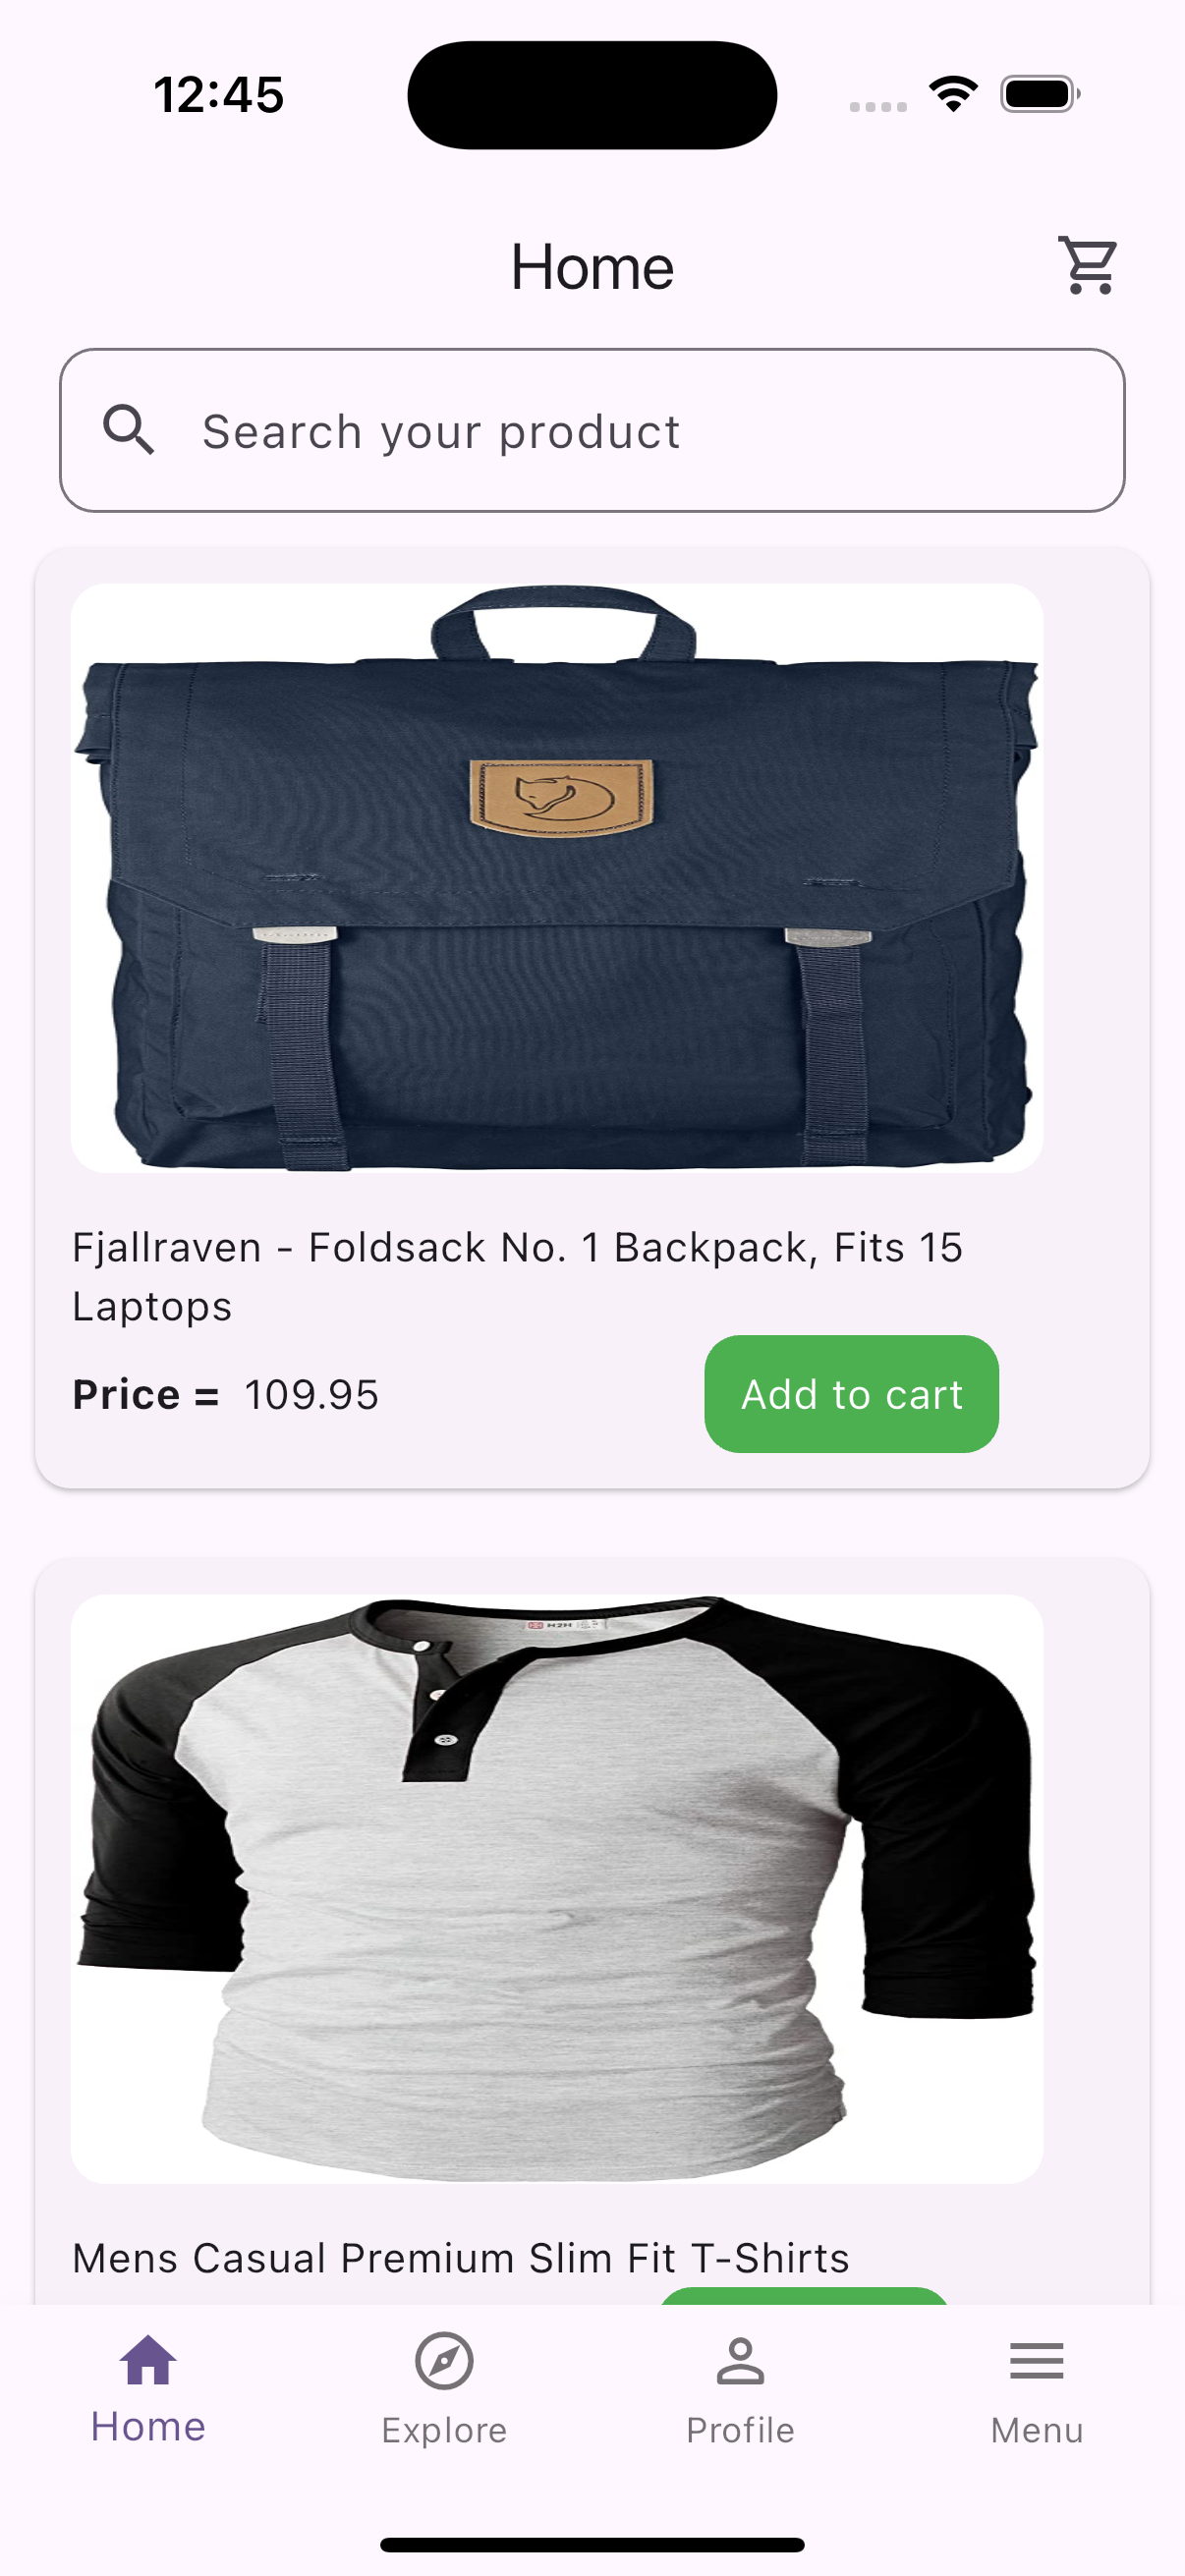 12:45
Home
Search your product
Fjallraven - Foldsack No. 1 Backpack, Fits 15
Laptops
Price = 109.95
Add to cart
H2H
Mens Casual Premium Slim Fit T-Shirts
Home
Explore
Profile
Menu